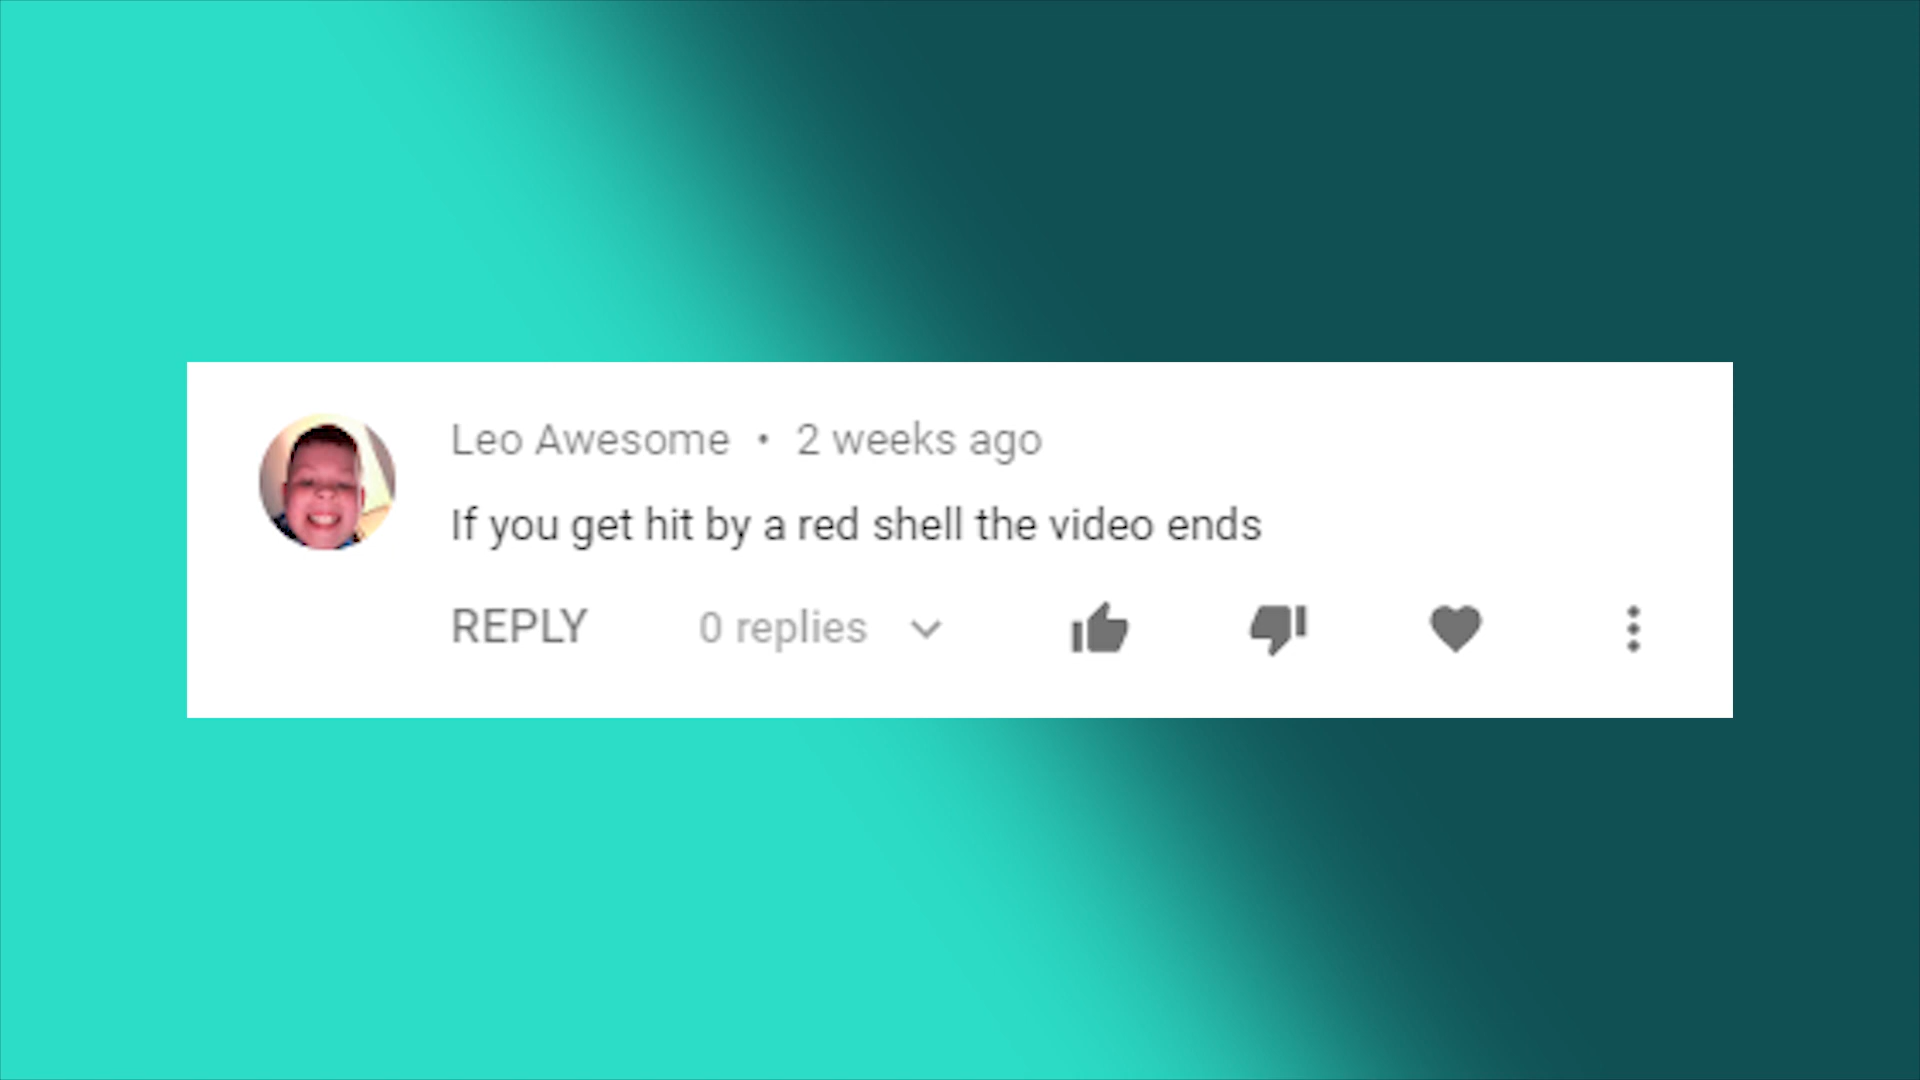 Leo Awesome • 2 weeks ago
If you get hit by a red shell the video ends
REPLY 0 replies